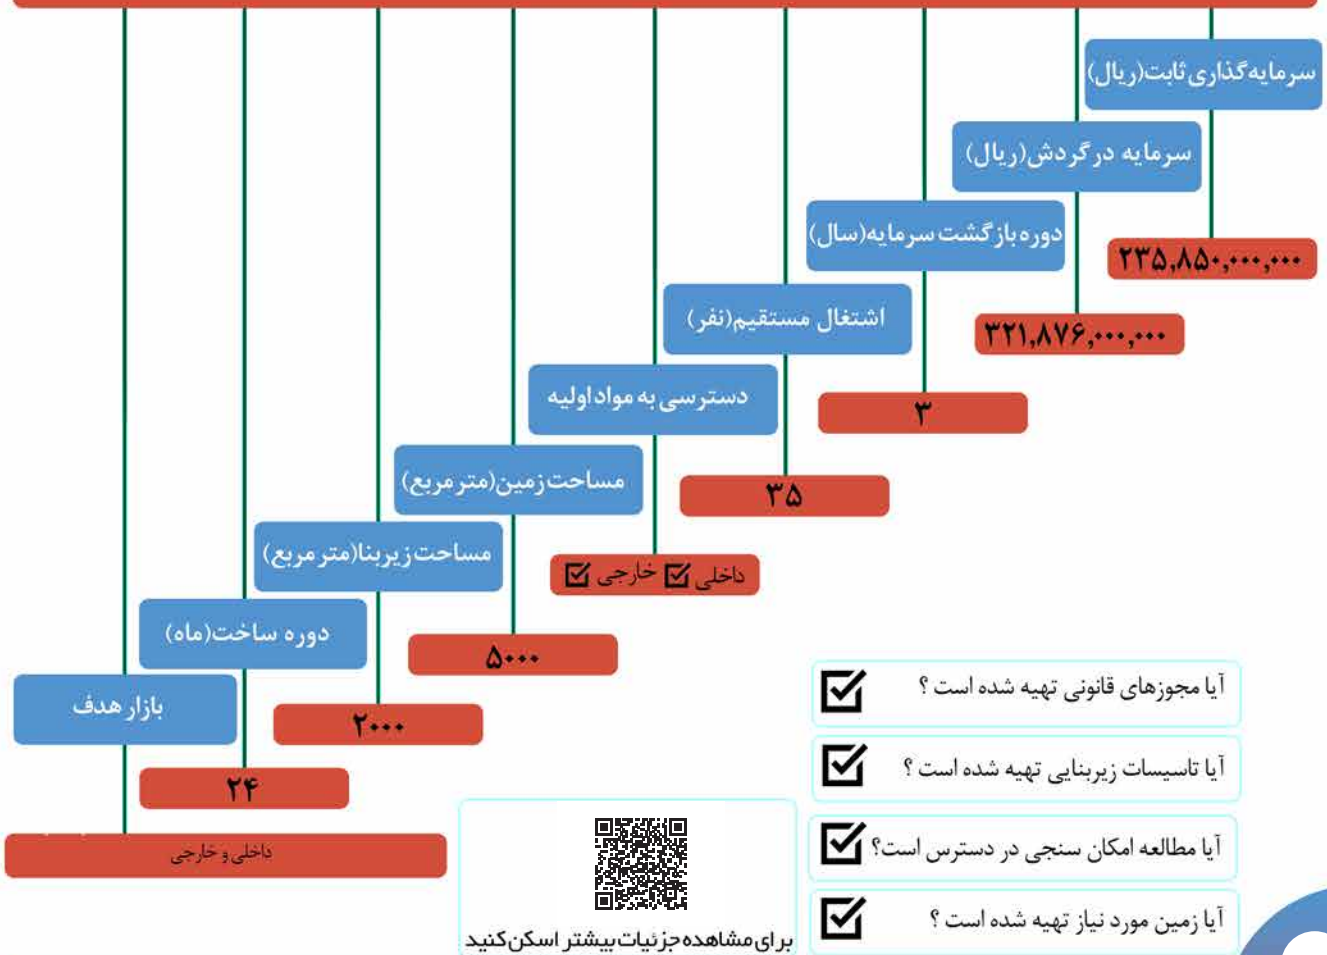 سرمایه‌گذاری ثابت(ریال)
۲۳۵,۸۵۰,۰۰۰,۰۰۰
سرمایه در گردش(ریال)
۳۲۱,۸۷۶,۰۰۰,۰۰۰
دوره بازگشت سرمایه(سال)
۳
اشتغال مستقیم(نفر)
۳۵
دسترسی به مواد اولیه
داخلی ☑ خارجی ☑
مساحت زمین(متر مربع)
۵۰۰۰
مساحت زیربنا(متر مربع)
۲۰۰۰
دوره ساخت(ماه)
۲۴
بازار هدف
داخلی و خارجی
آیا مجوزهای قانونی تهیه شده است ؟ ☑
آیا تاسیسات زیربنایی تهیه شده است ؟ ☑
آیا مطالعه امکان سنجی در دسترس است؟ ☑
آیا زمین مورد نیاز تهیه شده است ؟ ☑
برای مشاهده جزئیات بیشتر اسکن کنید